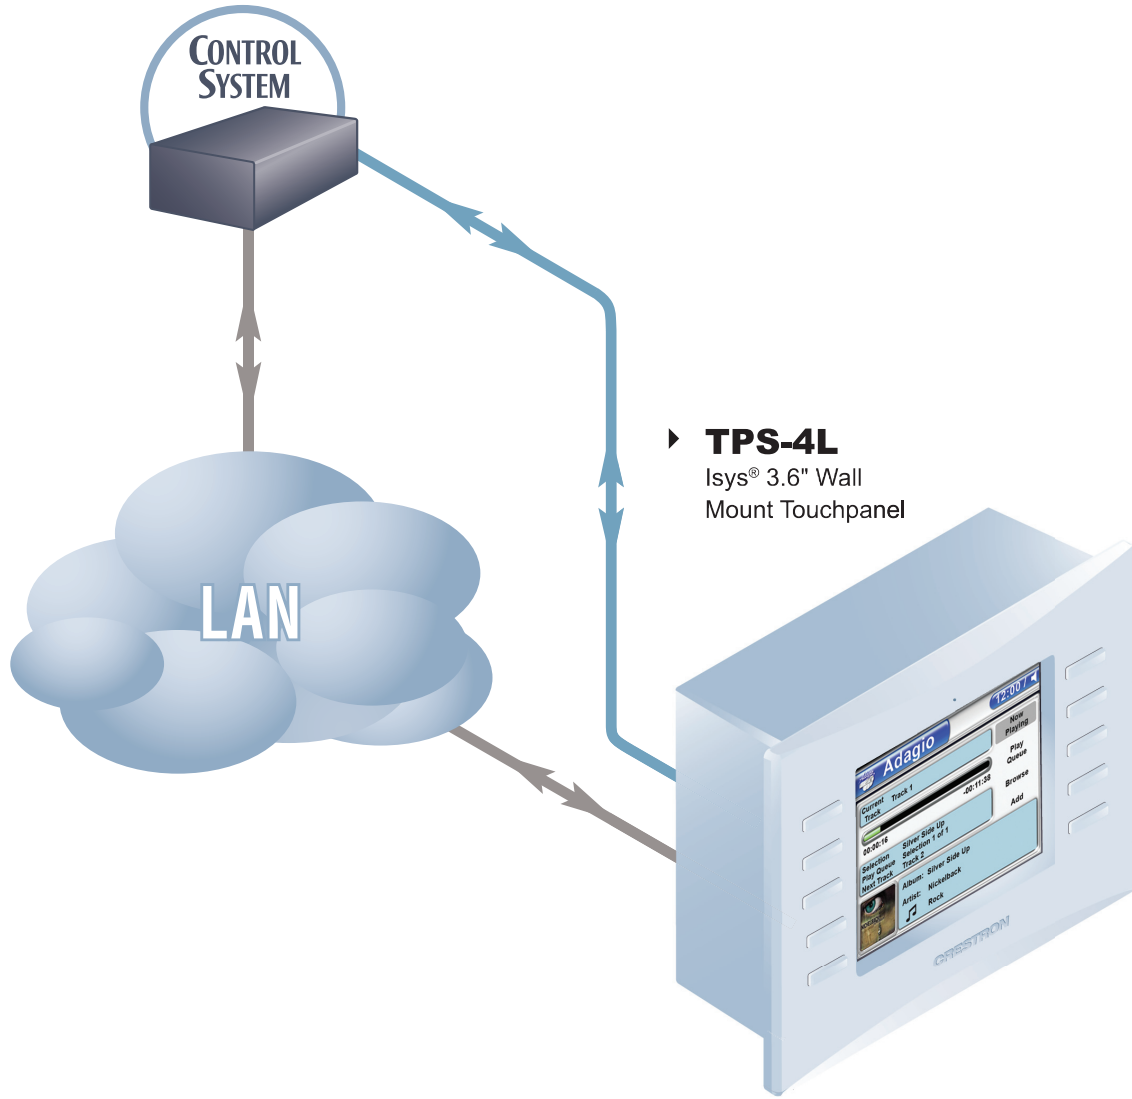 CONTROL
SYSTEM
LAN
TPS-4L
Isys® 3.6" Wall
Mount Touchpanel
12:00 /
Adagio
Now
Playing
Play
Queue
Browse
Add
Current
Track
Track 1
00:00:16
-00:11:38
Selection
Silver Side Up
Play Queue
Selection 1 of 1
Next Track
Track 2
Album: Silver Side Up
Artist: Nickelback
Rock
CRESTRON